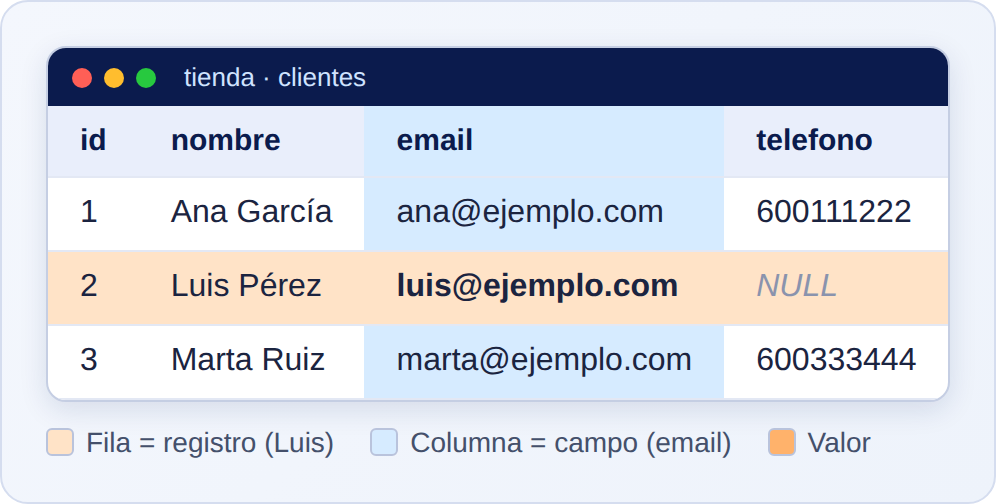 tienda · clientes
id nombre email telefono
1 Ana García ana@ejemplo.com 600111222
2 Luis Pérez luis@ejemplo.com NULL
3 Marta Ruiz marta@ejemplo.com 600333444
Fila = registro (Luis) Columna = campo (email) Valor